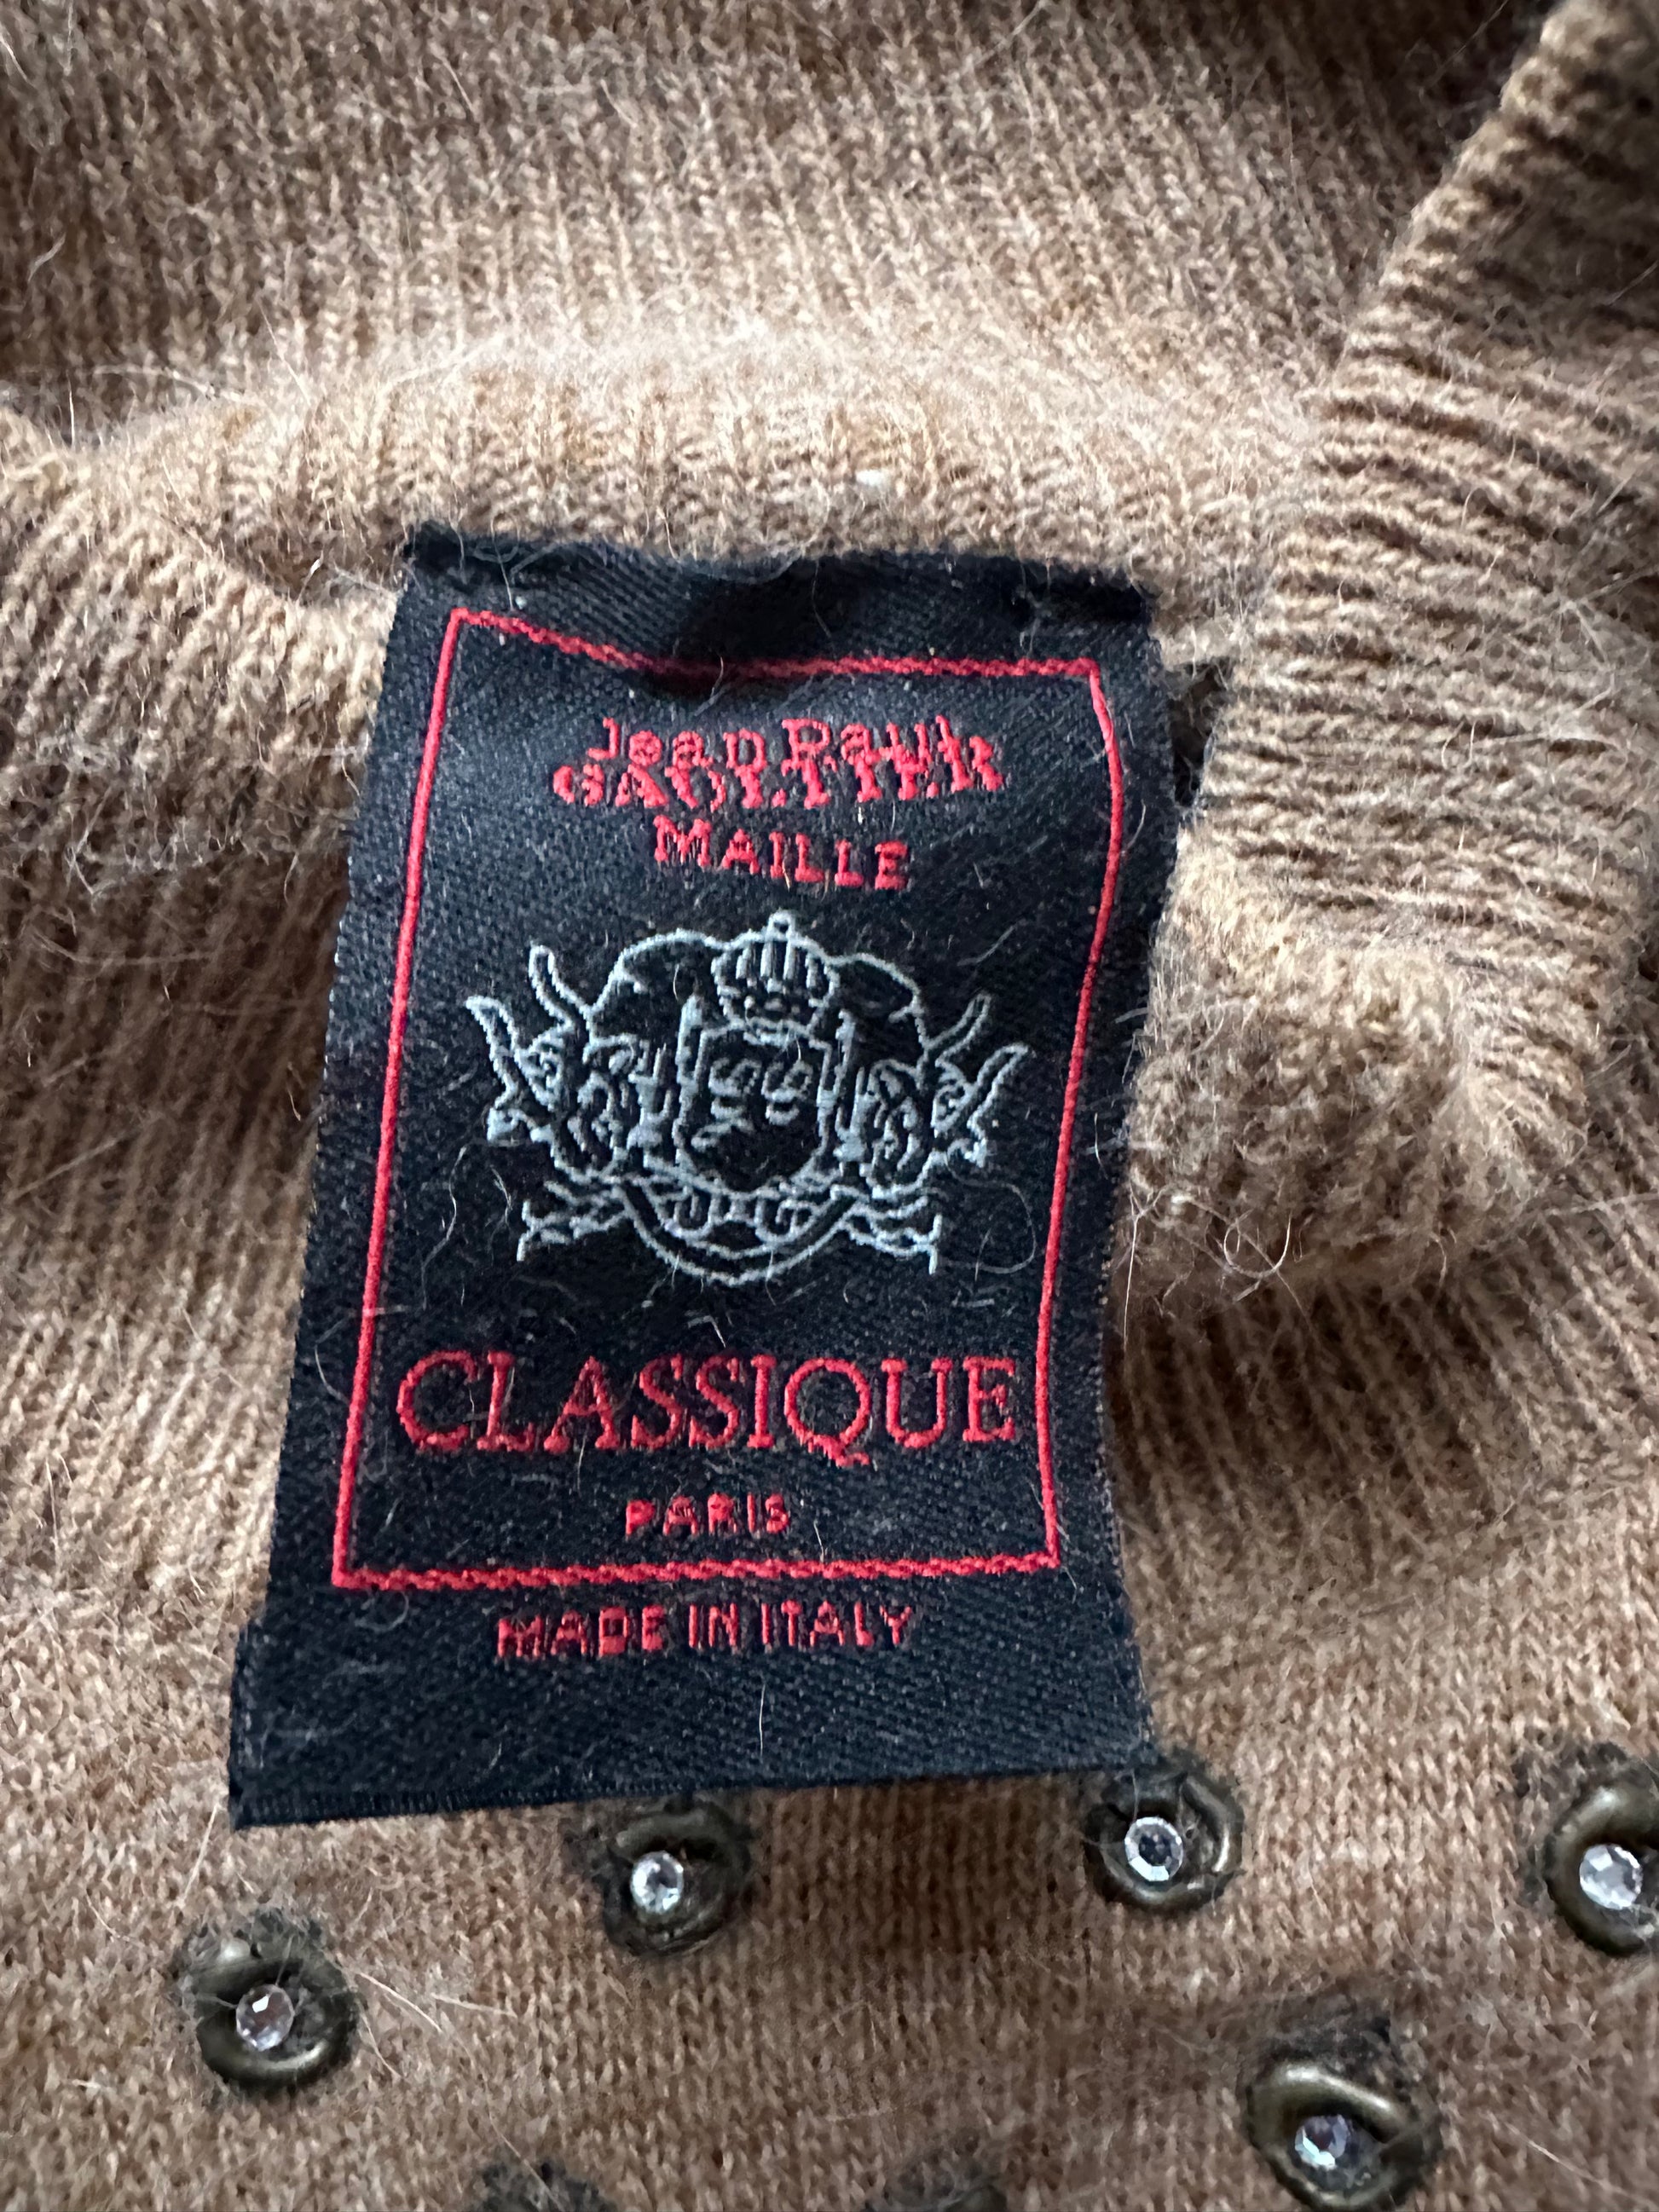 Jean Paul
GAULTIER
MAILLE
CLASSIQUE
PARIS
MADE IN ITALY